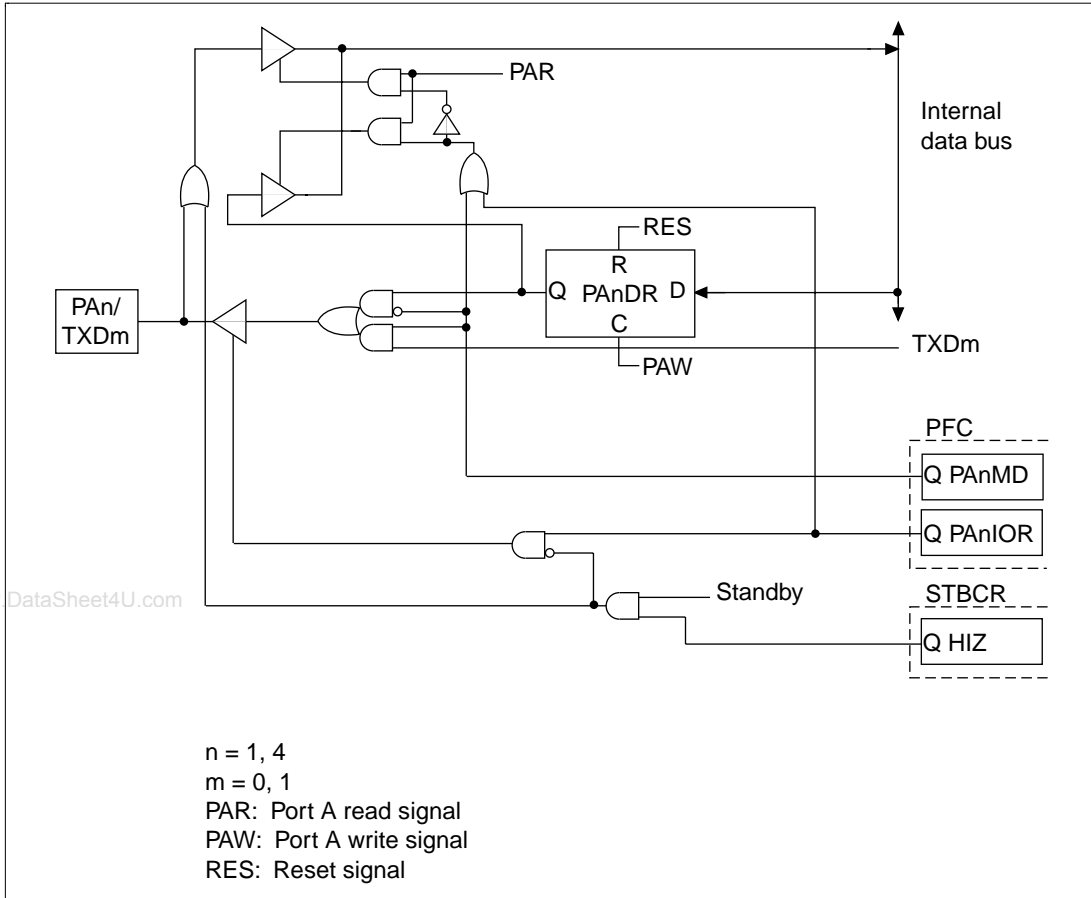 PAR
Internal
data bus
RES
R
Q PAnDR D
C
PAW
PAn/
TXDm
TXDm
PFC
Q PAnMD
Q PAnIOR
DataSheet4U.com
Standby
STBCR
Q HIZ
n = 1, 4
m = 0, 1
PAR: Port A read signal
PAW: Port A write signal
RES: Reset signal